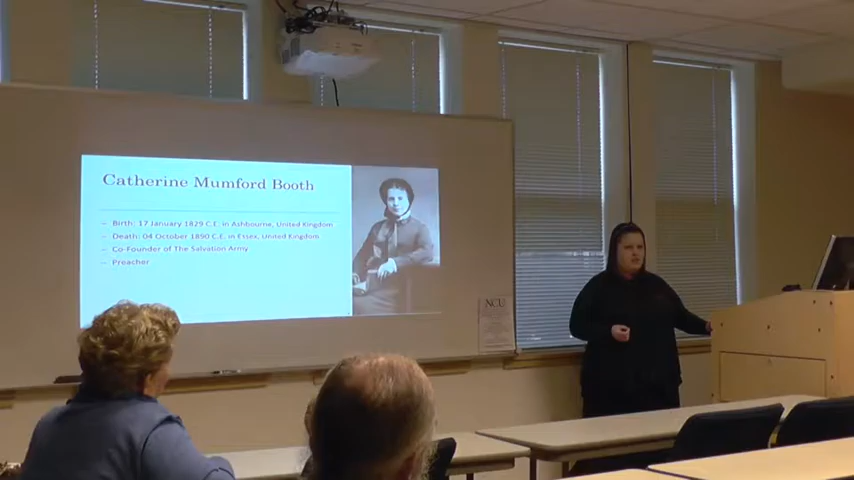 Catherine Mumford Booth
– Birth: 17 January 1829 C.E. in Ashbourne, United Kingdom
– Death: 04 October 1890 C.E. in Essex, United Kingdom
– Co-Founder of The Salvation Army
– Preacher
NCU